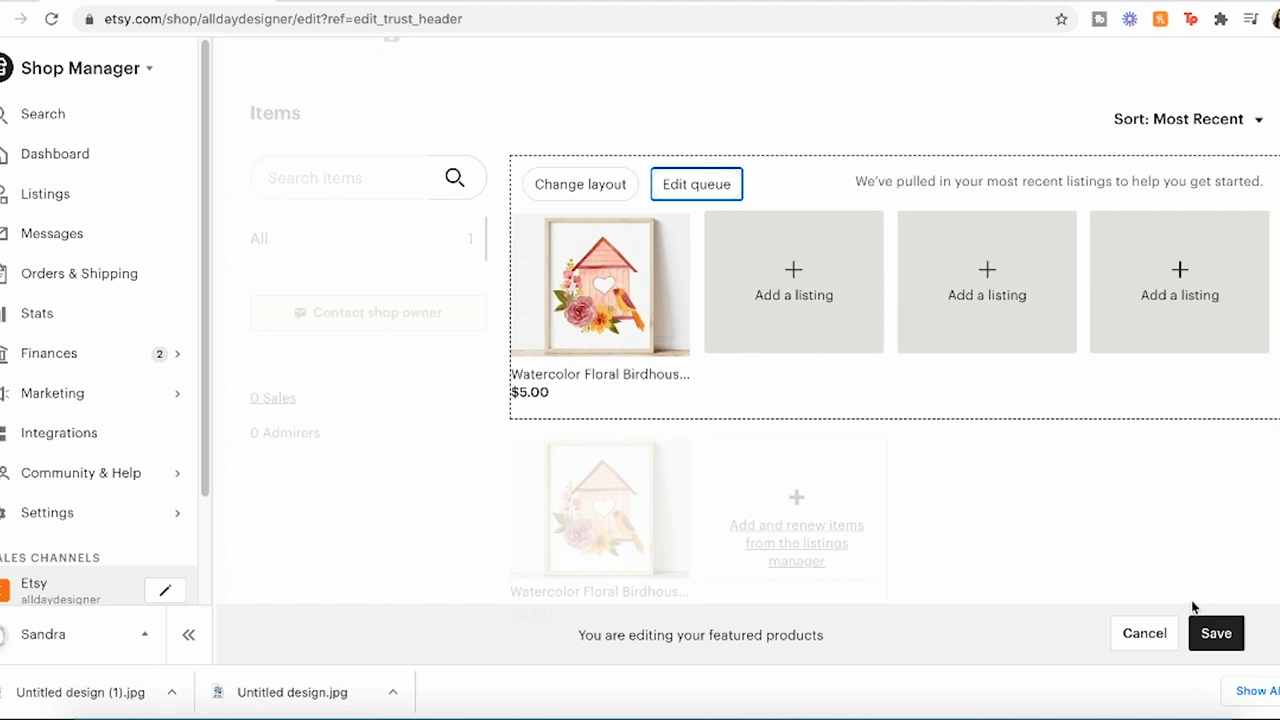 etsy.com/shop/alldaydesigner/edit?ref=edit_trust_header
Tp
Shop Manager
Search
Dashboard
Listings
Messages
Orders & Shipping
Stats
Finances 2
Marketing
Integrations
Community & Help
Settings
ALES CHANNELS
Etsy
alldaydesigner
Sandra
Items
Search items
All 1
Contact shop owner
0 Sales
0 Admirers
Sort: Most Recent
Change layout
Edit queue
We've pulled in your most recent listings to help you get started.
Add a listing
Add a listing
Add a listing
Watercolor Floral Birdhous...
$5.00
Add and renew items
from the listings
manager
Watercolor Floral Birdhous...
You are editing your featured products
Cancel
Save
Untitled design (1).jpg
Untitled design.jpg
Show Al